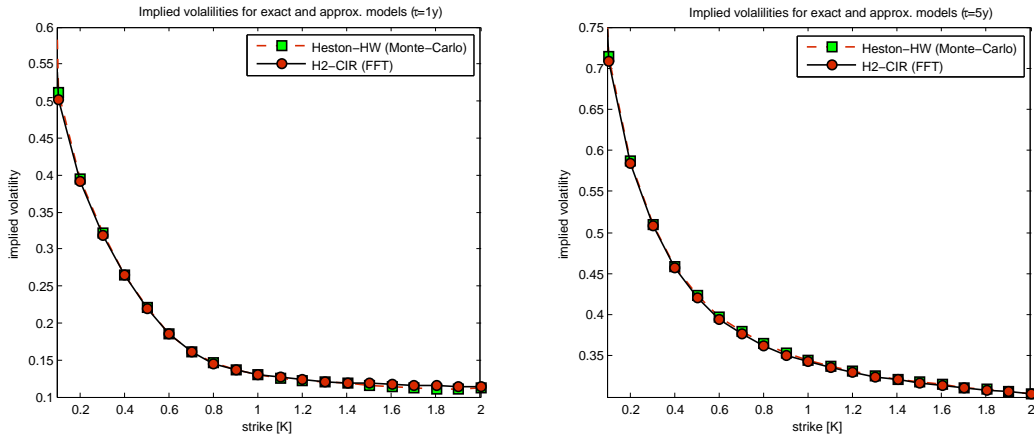 Implied volalilities for exact and approx. models (τ=1y)
0.6
0.55
0.5
0.45
0.4
0.35
0.3
0.25
0.2
0.15
0.1
implied volatility
Heston−HW (Monte−Carlo)
H2−CIR (FFT)
0.2 0.4 0.6 0.8 1 1.2 1.4 1.6 1.8 2
strike [K]
Implied volalilities for exact and approx. models (τ=5y)
0.75
0.7
0.65
0.6
0.55
0.5
0.45
0.4
0.35
implied volatility
Heston−HW (Monte−Carlo)
H2−CIR (FFT)
0.2 0.4 0.6 0.8 1 1.2 1.4 1.6 1.8 2
strike [K]